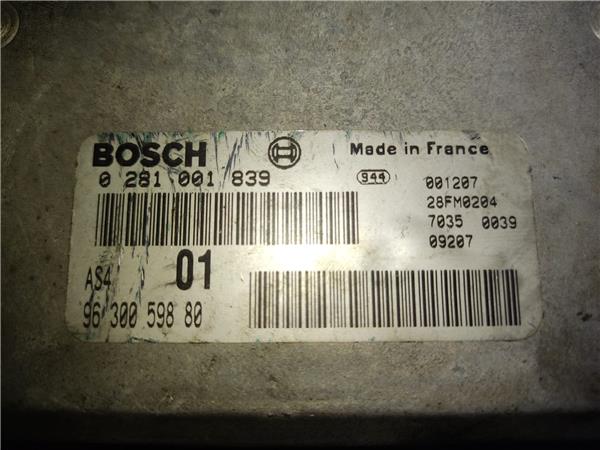 BOSCH
Made in France
0 281 001 839
944
001207
28FM0204
7035 0039
09207
AS4 01
96 300 598 80